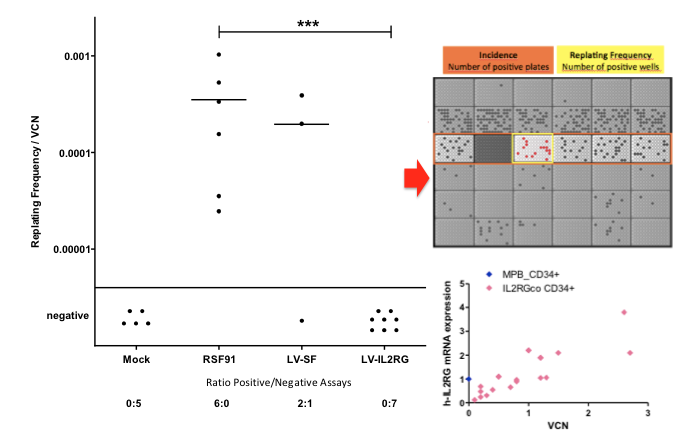 ***
Replating Frequency/ VCN
0.001
0.0001
0.00001
negative
Mock
RSF91
LV-SF
LV-IL2RG
Ratio Positive/Negative Assays
0:5
6:0
2:1
0:7
Incidence
Number of positive plates
Replating Frequency
Number of positive wells
MPB_CD34+
IL2RGco CD34+
h-IL2RG mRNA expression
5
4
3
2
1
0
0
1
2
3
VCN